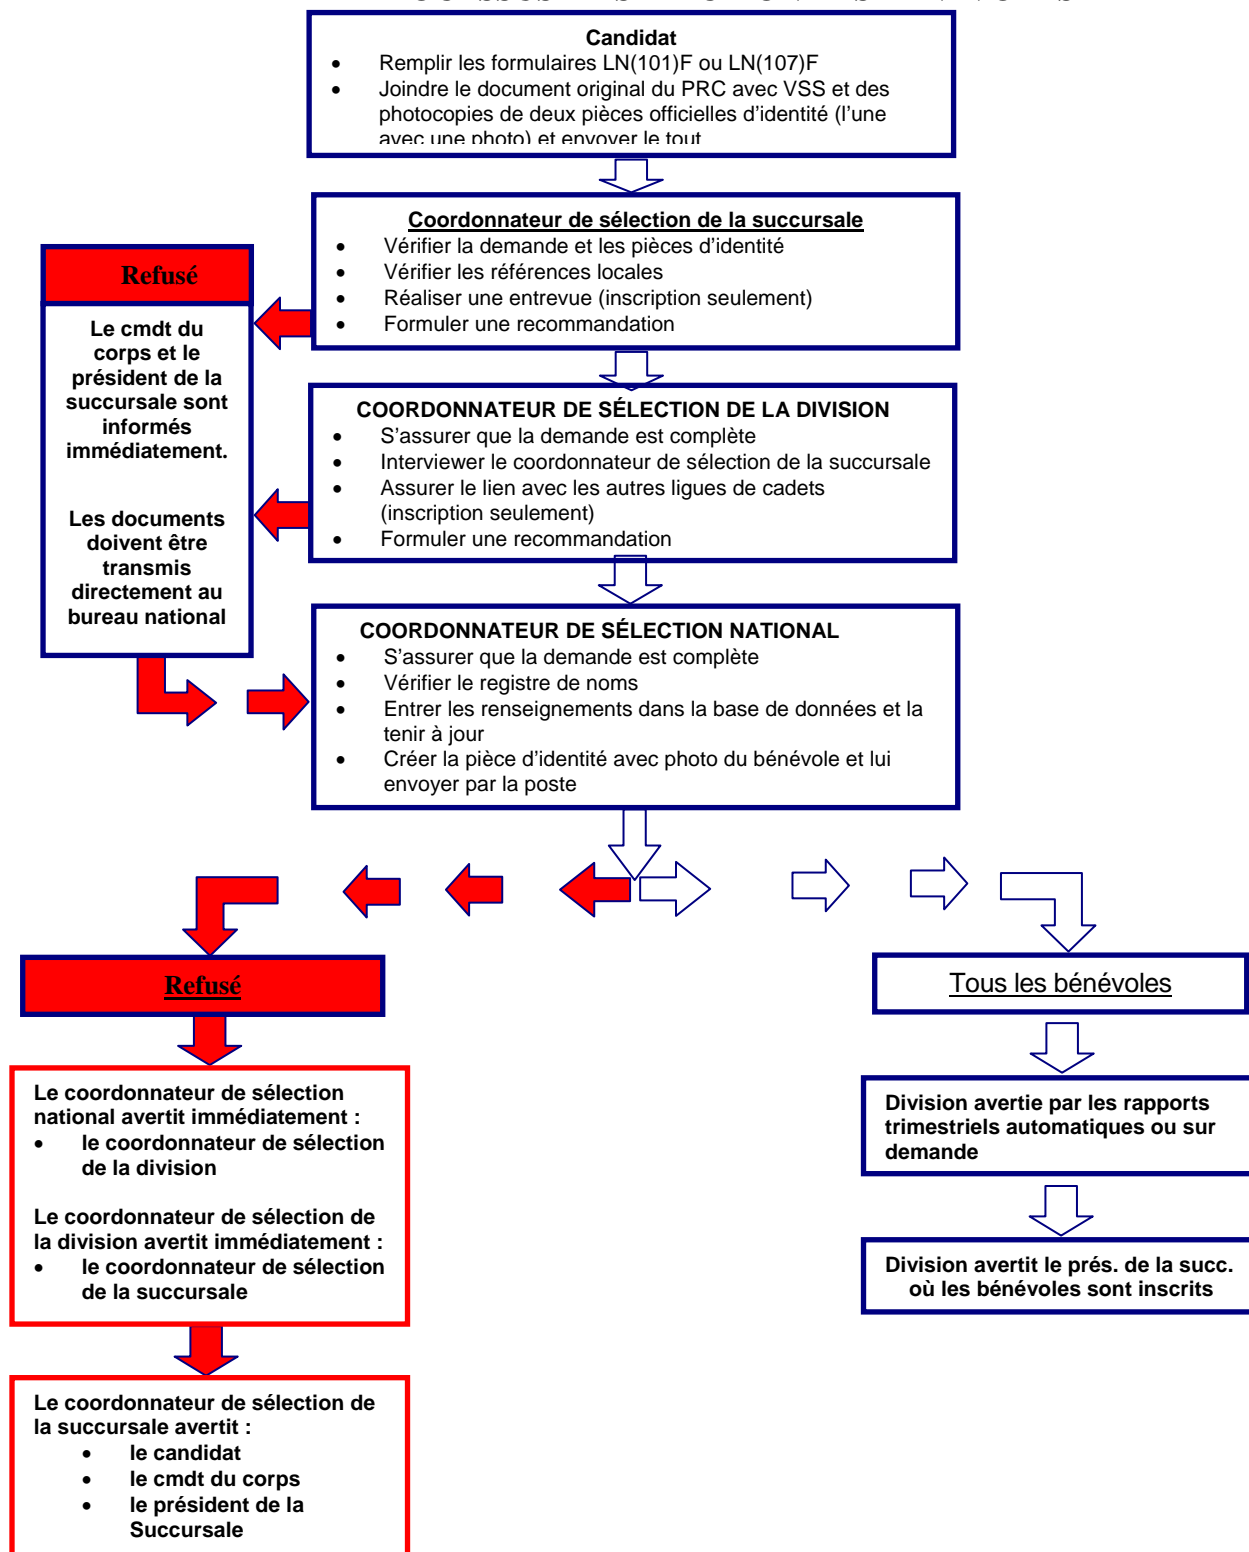 Candidat
• Remplir les formulaires LN(101)F ou LN(107)F
• Joindre le document original du PRC avec VSS et des
photocopies de deux pièces officielles d'identité (l'une
avec une photo) et envoyer le tout
Coordonnateur de sélection de la succursale
• Vérifier la demande et les pièces d'identité
• Vérifier les références locales
• Réaliser une entrevue (inscription seulement)
• Formuler une recommandation
Refusé
Le cmdt du
corps et le
président de la
succursale sont
informés
immédiatement.
Les documents
doivent être
transmis
directement au
bureau national
COORDONNATEUR DE SÉLECTION DE LA DIVISION
• S'assurer que la demande est complète
• Interviewer le coordonnateur de sélection de la succursale
• Assurer le lien avec les autres ligues de cadets
(inscription seulement)
• Formuler une recommandation
COORDONNATEUR DE SÉLECTION NATIONAL
• S'assurer que la demande est complète
• Vérifier le registre de noms
• Entrer les renseignements dans la base de données et la
tenir à jour
• Créer la pièce d'identité avec photo du bénévole et lui
envoyer par la poste
Refusé
Le coordonnateur de sélection
national avertit immédiatement :
• le coordonnateur de sélection
de la division
Le coordonnateur de sélection de
la division avertit immédiatement :
• le coordonnateur de sélection
de la succursale
Le coordonnateur de sélection de
la succursale avertit :
• le candidat
• le cmdt du corps
• le président de la
Succursale
Tous les bénévoles
Division avertie par les rapports
trimestriels automatiques ou sur
demande
Division avertit le prés. de la succ.
où les bénévoles sont inscrits